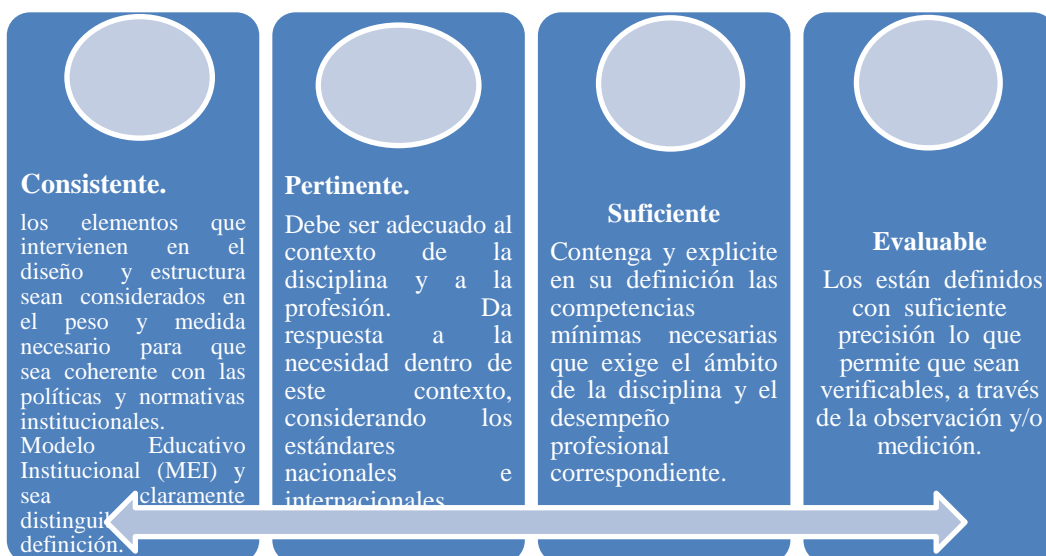 Consistente.
los elementos que
intervienen en el
diseño y estructura
sean considerados en
el peso y medida
necesario para que
sea coherente con las
políticas y normativas
institucionales.
Modelo Educativo
Institucional (MEI) y
sea claramente
definición.
Pertinente.
Debe ser adecuado al
contexto de la
disciplina y a la
profesión. Da
respuesta a la
necesidad dentro de
este contexto,
considerando los
estándares
nacionales e
internacionales
Suficiente
Contenga y explicite
en su definición las
competencias
mínimas necesarias
que exige el ámbito
de la disciplina y el
desempeño
profesional
correspondiente.
Evaluable
Los están definidos
con suficiente
precisión lo que
permite que sean
verificables, a través
de la observación y/o
medición.